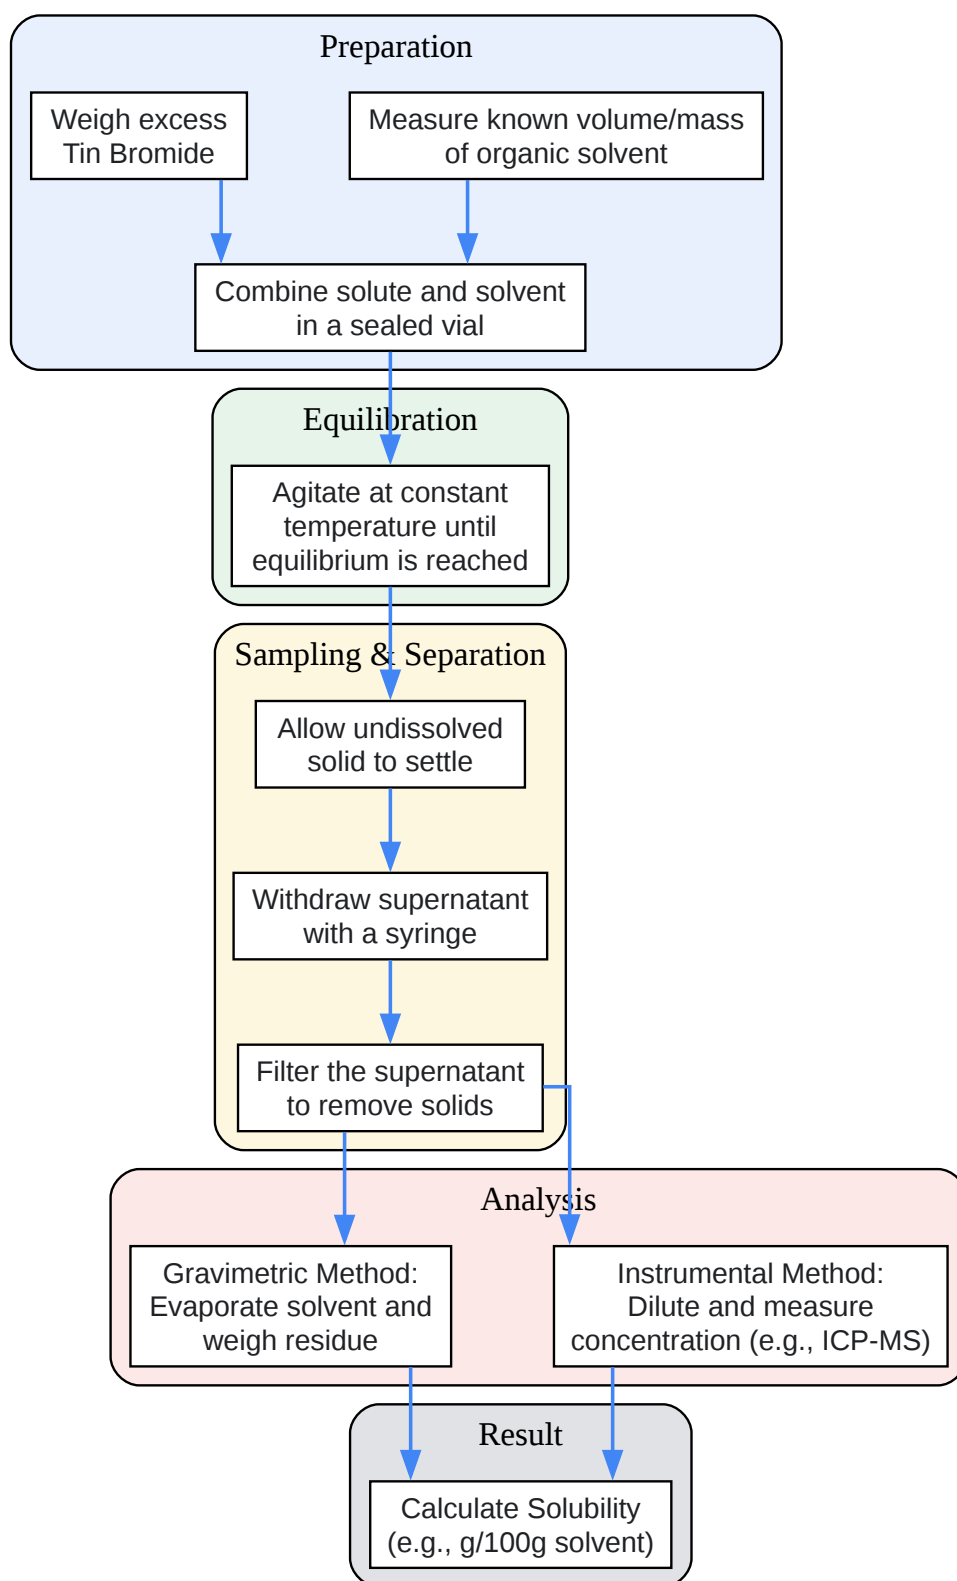 Preparation
Weigh excess
Tin Bromide
Measure known volume/mass
of organic solvent
Combine solute and solvent
in a sealed vial
Equilibration
Agitate at constant
temperature until
equilibrium is reached
Sampling & Separation
Allow undissolved
solid to settle
Withdraw supernatant
with a syringe
Filter the supernatant
to remove solids
Analysis
Gravimetric Method:
Evaporate solvent and
weigh residue
Instrumental Method:
Dilute and measure
concentration (e.g., ICP-MS)
Result
Calculate Solubility
(e.g., g/100g solvent)